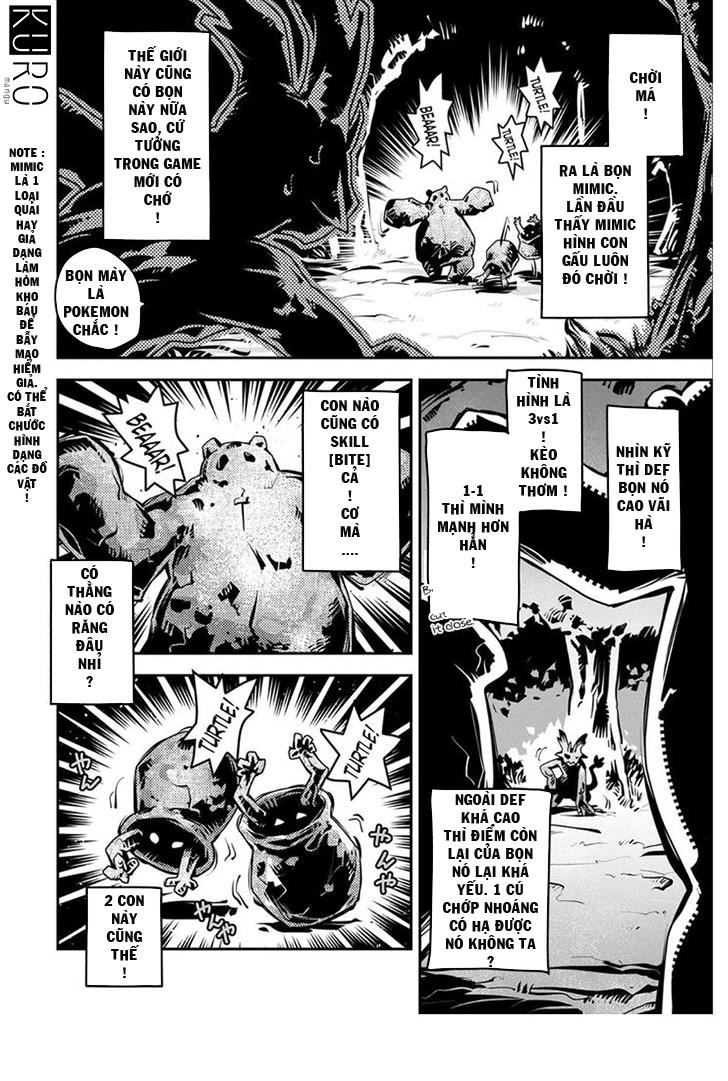 KURO
mangu
NOTE :
MIMIC
LÀ 1
LOẠI
QUÁI
HAY
GIẢ
DẠNG
LÀM
HÒM
KHO
BÁU
ĐỂ
BẪY
MẠO
HIỂM
GIẢ.
CÓ THỂ
BẮT
CHƯỚC
HÌNH
DẠNG
CÁC ĐỒ
VẬT !
CHỜI
MÁ
!
RA LÀ BỌN
MIMIC.
LẦN ĐẦU
THẤY MIMIC
HÌNH CON
GẤU LUÔN
ĐÓ CHỜI !
TURTLE!
TURTLE!
BEAAAR!
THẾ GIỚI
NÀY CŨNG
CÓ BỌN
NÀY NỮA
SAO, CỨ
TƯỞNG
TRONG GAME
MỚI CÓ
CHỚ
!
BỌN MÀY
LÀ
POKEMON
CHẮC !
NHÌN KỸ
THÌ DEF
BỌN NÓ
CAO VÃI
HÀ !
TÌNH
HÌNH LÀ
3vs1
!
KÈO
KHÔNG
THƠM !
1-1
THÌ MÌNH
MẠNH HƠN
HẲN
!
cut
it close
NGOÀI DEF
KHÁ CAO
THÌ ĐIỂM CÒN
LẠI CỦA BỌN
NÓ LẠI KHÁ
YẾU. 1 CÚ
CHỚP NHOÁNG
CÓ HẠ ĐƯỢC
NÓ KHÔNG TA
?
CON NÀO
CŨNG CÓ
SKILL
[BITE]
CẢ
!
CƠ
MÀ
....
BEAAAR!
CÓ
THẰNG
NÀO CÓ
RĂNG
ĐÂU
NHỈ
?
TURTLE!
TURTLE!
2 CON
NÀY
CŨNG
THẾ
!